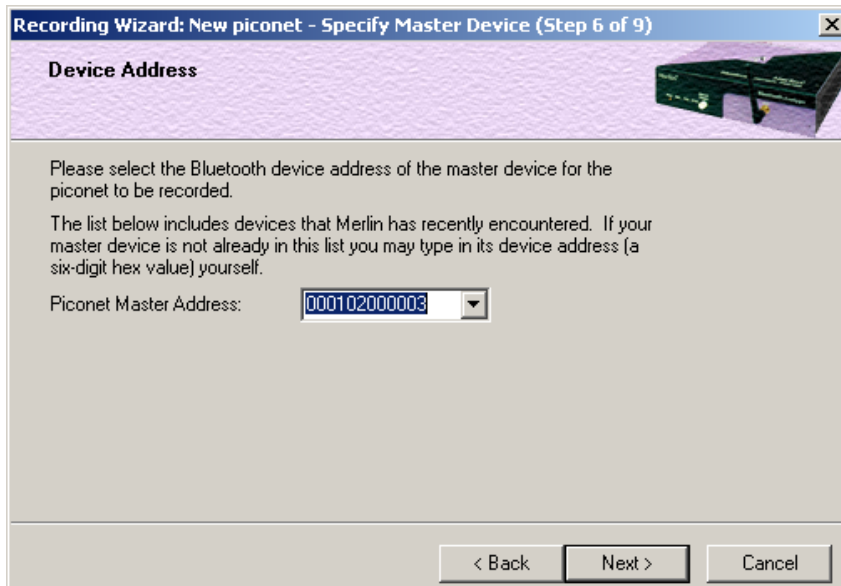 Recording Wizard: New piconet - Specify Master Device (Step 6 of 9)
Device Address
Please select the Bluetooth device address of the master device for the
piconet to be recorded.
The list below includes devices that Merlin has recently encountered.  If your
master device is not already in this list you may type in its device address (a
six-digit hex value) yourself.
Piconet Master Address:
000102000003
< Back
Next >
Cancel